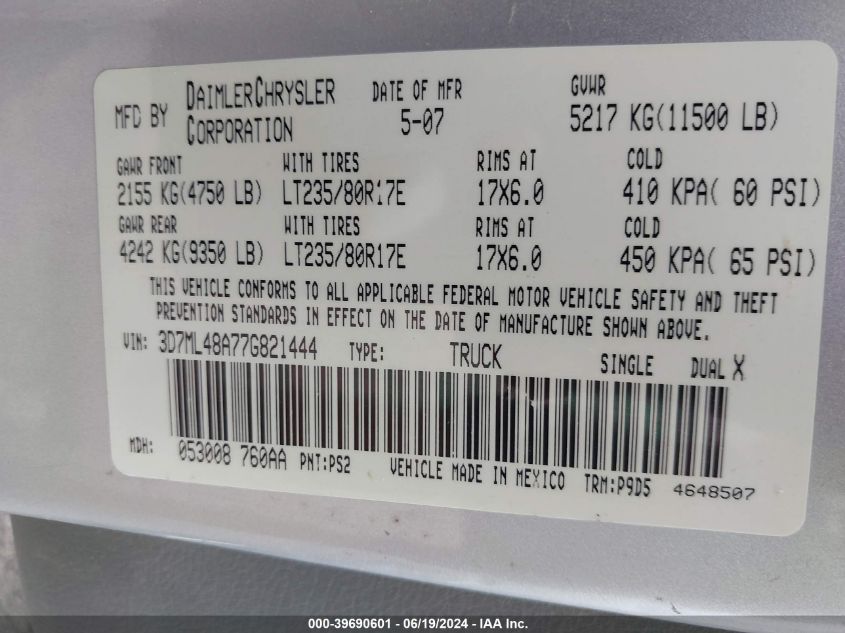 MFD BY DAIMLERCHRYSLER CORPORATION DATE OF MFR 5-07 GVWR 5217 KG(11500 LB)
GAWR FRONT WITH TIRES RIMS AT COLD
2155 KG(4750 LB) LT235/80R17E 17X6.0 410 KPA( 60 PSI)
GAWR REAR WITH TIRES RIMS AT COLD
4242 KG(9350 LB) LT235/80R17E 17X6.0 450 KPA( 65 PSI)
THIS VEHICLE CONFORMS TO ALL APPLICABLE FEDERAL MOTOR VEHICLE SAFETY AND THEFT
PREVENTION STANDARDS IN EFFECT ON THE DATE OF MANUFACTURE SHOWN ABOVE.
VIN: 3D7ML48A77G821444 TYPE: TRUCK SINGLE DUAL X
MDH: 053008 760AA PNT:PS2 VEHICLE MADE IN MEXICO TRM:P9D5 4648507
000-39690601 / 06/19/2024 - IAA Inc.